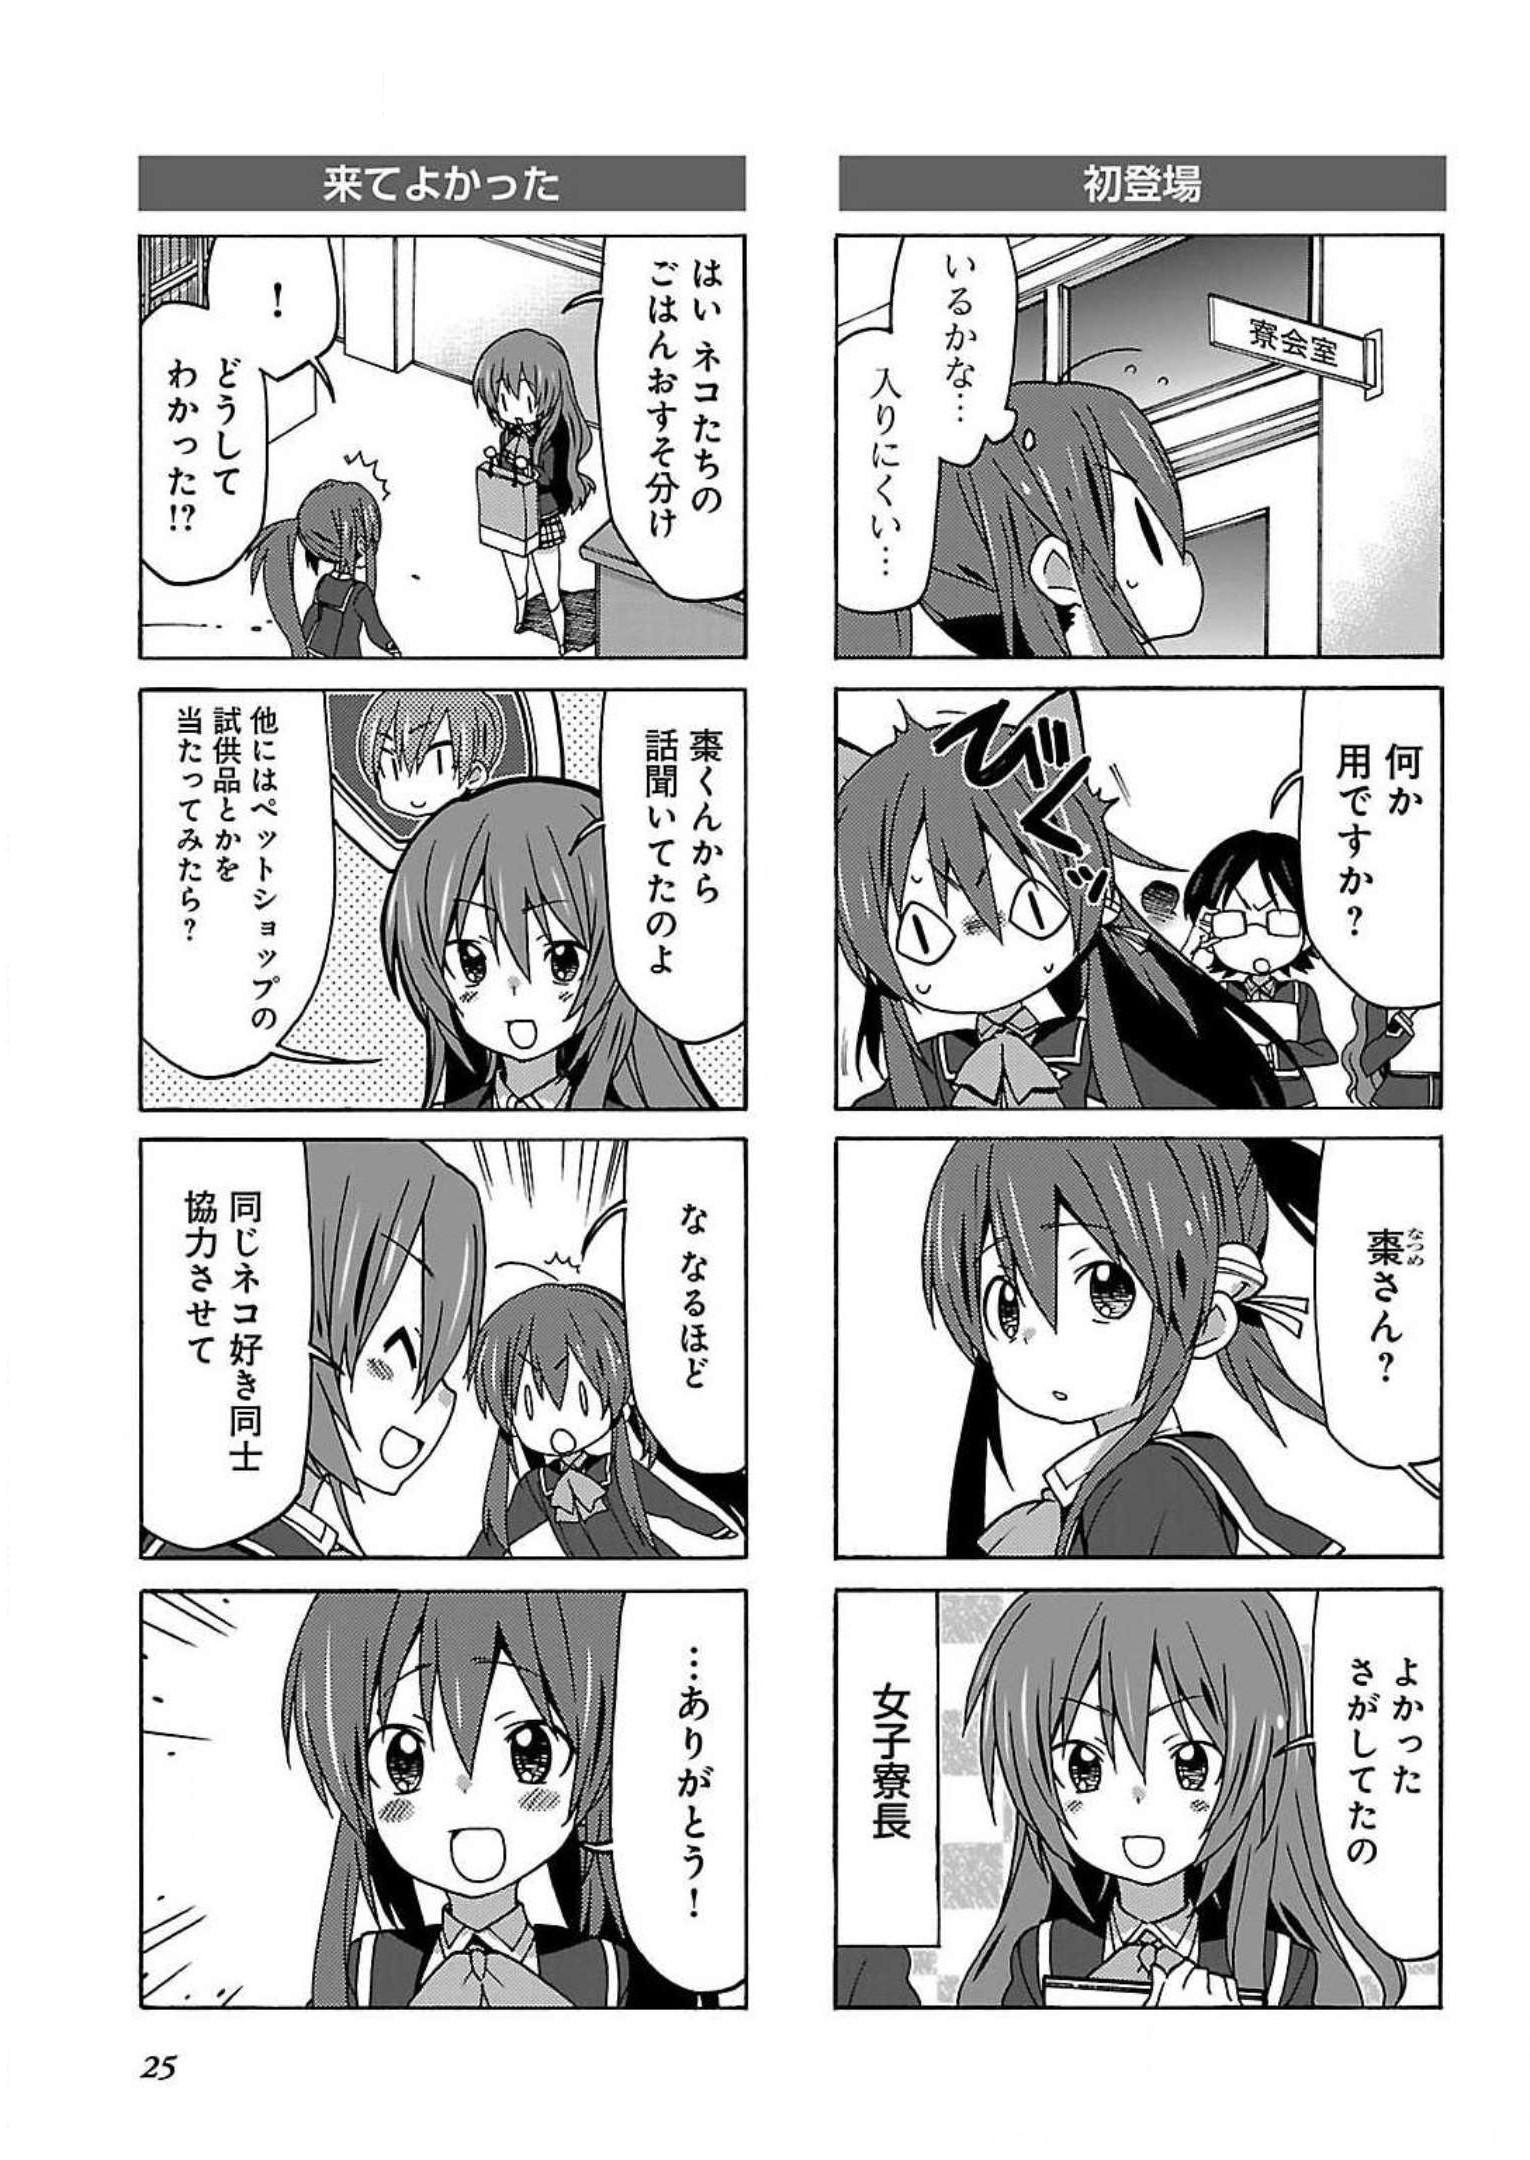 初登場
寮会室
いるかな…
入りにくい…
何か
用ですか?
びくっ
棗さん?
なつめ
よかった
さがしてたの
女子寮長
来てよかった
はい ネコたちの
ごはんおすそ分け
!
どうして
わかった!?
棗くんから
話聞いてたのよ
他にはペットショップの
試供品とかを
当たってみたら?
な なるほど
同じネコ好き同士
協力させて
…ありがとう!
25